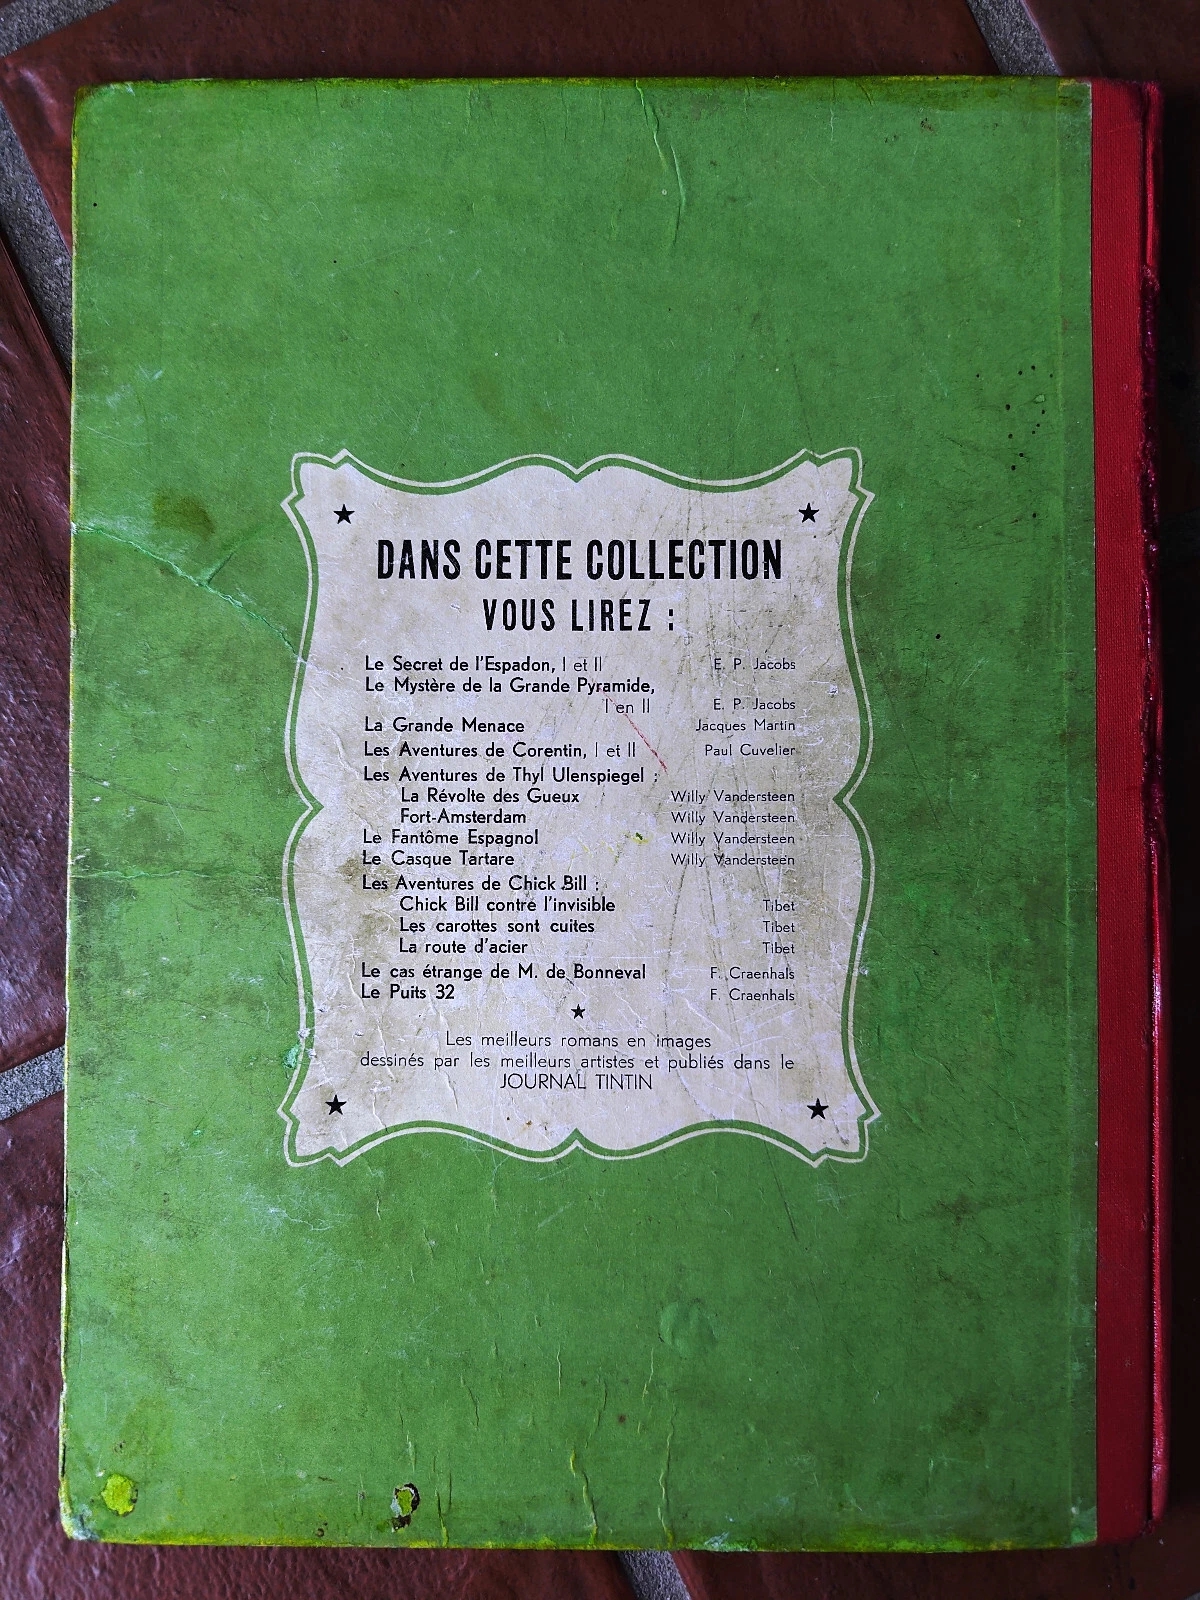 DANS CETTE COLLECTION
VOUS LIREZ :
Le Secret de l'Espadon, I et II E. P. Jacobs
Le Mystère de la Grande Pyramide,
I en II E. P. Jacobs
La Grande Menace Jacques Martin
Les Aventures de Corentin, I et II Paul Cuvelier
Les Aventures de Thyl Ulenspiegel :
La Révolte des Gueux Willy Vandersteen
Fort-Amsterdam Willy Vandersteen
Le Fantôme Espagnol Willy Vandersteen
Le Casque Tartare Willy Vandersteen
Les Aventures de Chick Bill :
Chick Bill contre l'invisible Tibet
Les carottes sont cuites Tibet
La route d'acier Tibet
Le cas étrange de M. de Bonneval F. Craenhals
Le Puits 32 F. Craenhals
Les meilleurs romans en images
dessinés par les meilleurs artistes et publiés dans le
JOURNAL TINTIN